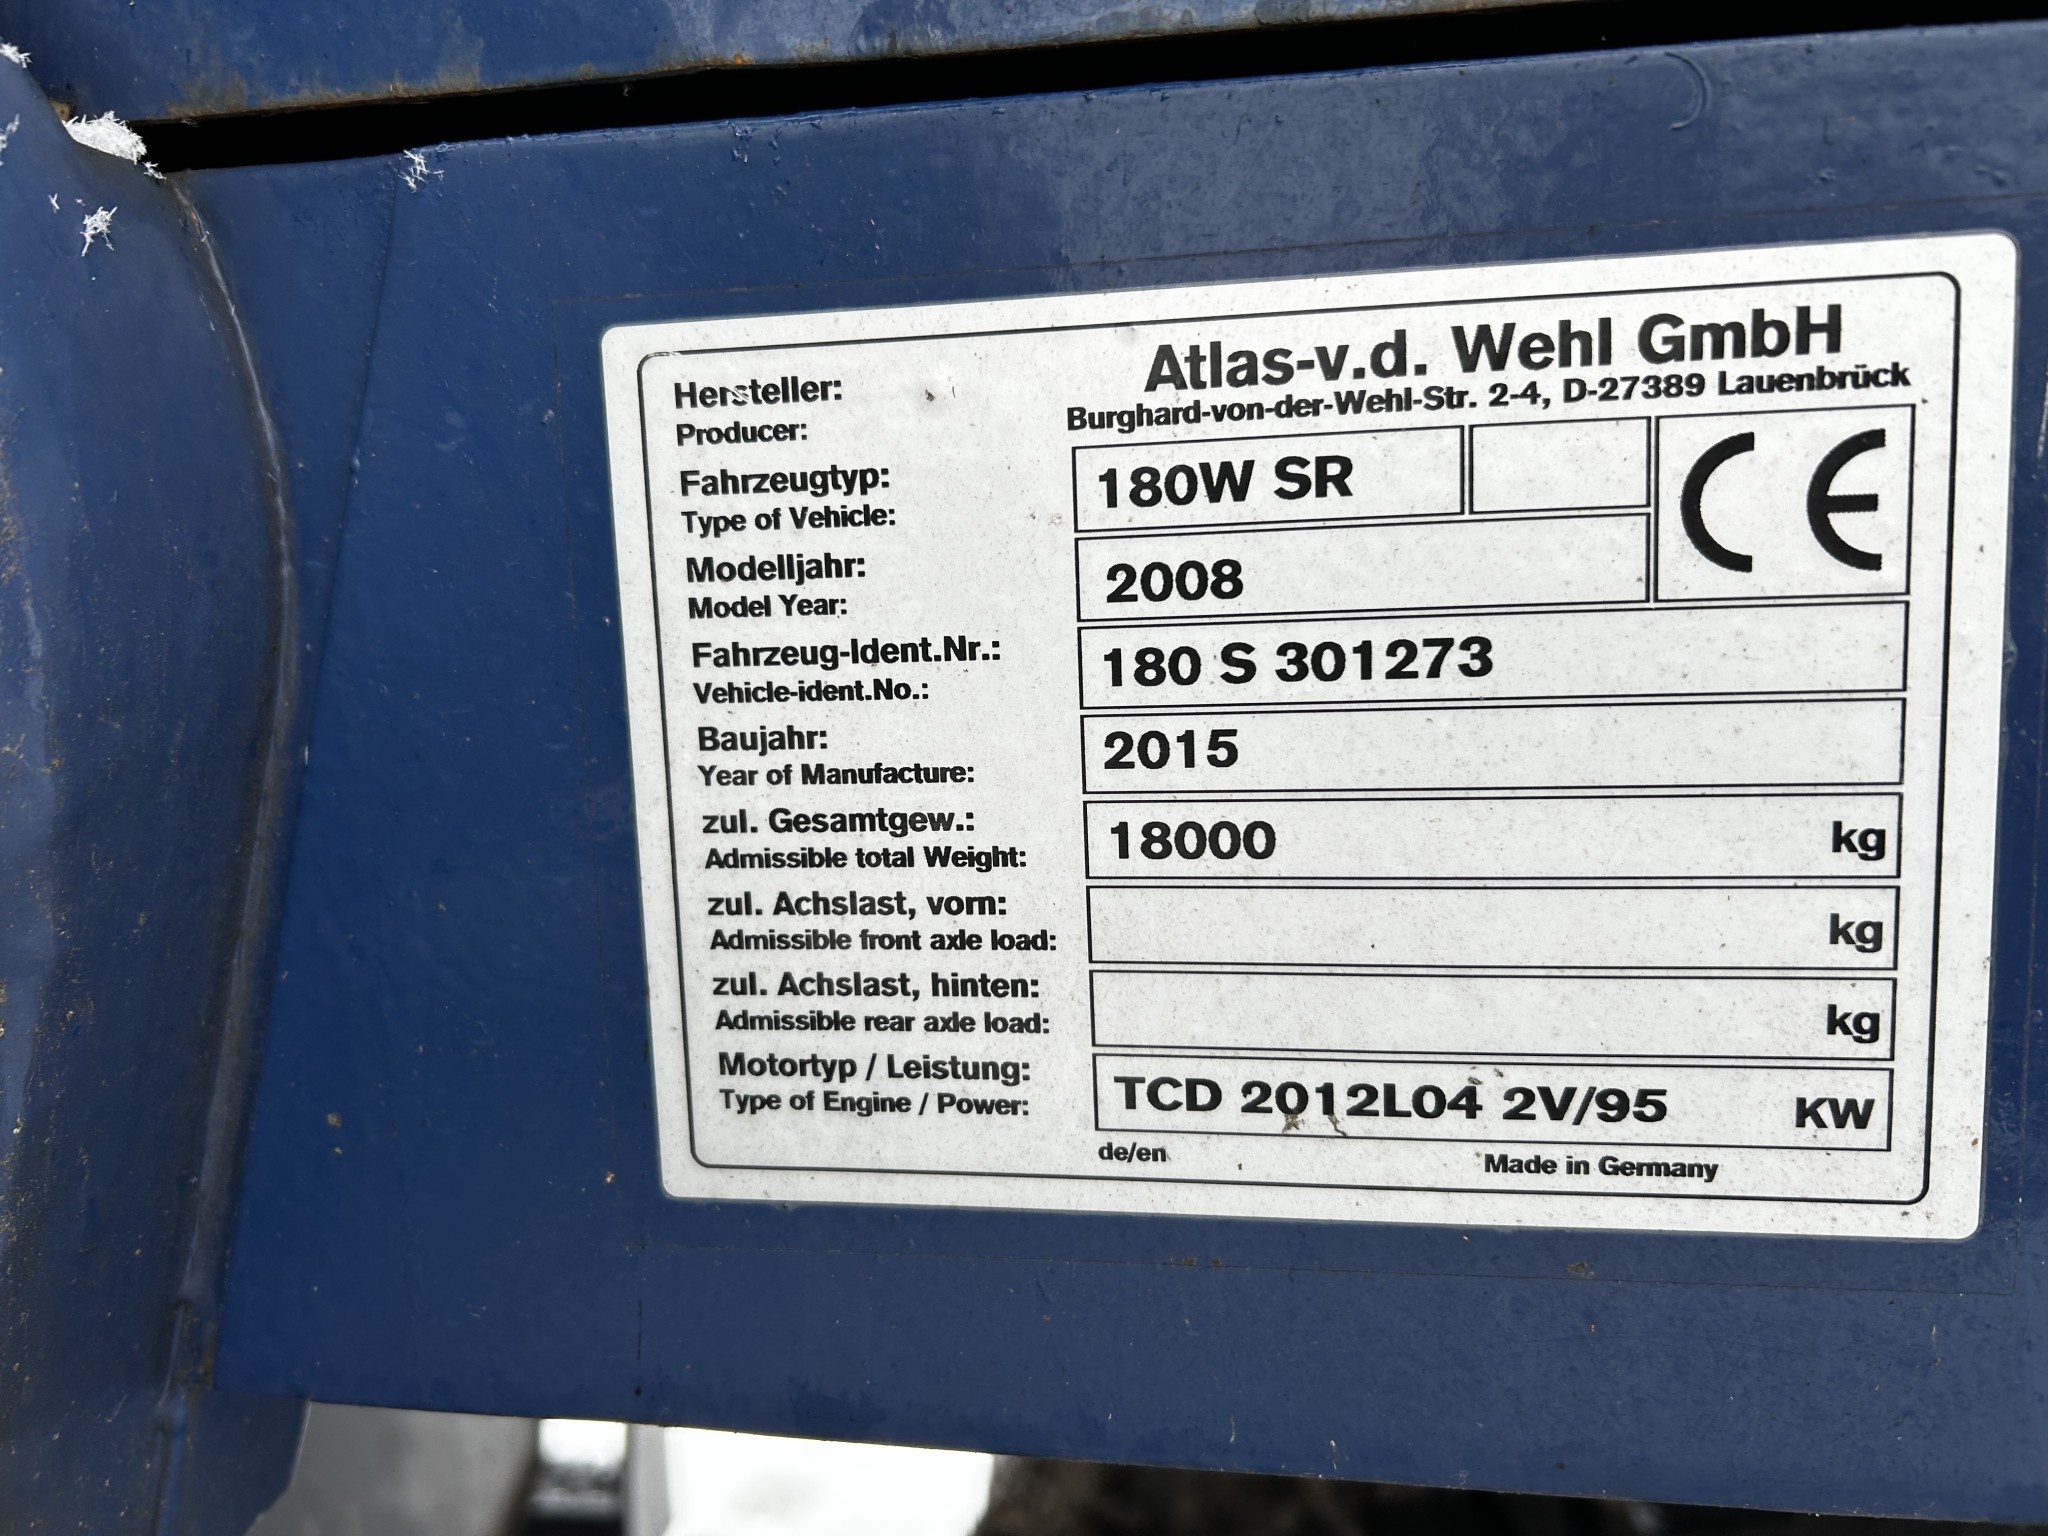 Atlas-v.d. Wehl GmbH
Burghard-von-der-Wehl-Str. 2-4, D-27389 Lauenbrück
Hersteller:
Producer:
Fahrzeugtyp: 180W SR
Type of Vehicle:
CE
Modelljahr: 2008
Model Year:
Fahrzeug-Ident.Nr.: 180 S 301273
Vehicle-ident.No.:
Baujahr: 2015
Year of Manufacture:
zul. Gesamtgew.: 18000 kg
Admissible total Weight:
zul. Achslast, vorn: kg
Admissible front axle load:
zul. Achslast, hinten: kg
Admissible rear axle load:
Motortyp / Leistung: TCD 2012L04 2V/95 KW
Type of Engine / Power:
de/en Made in Germany